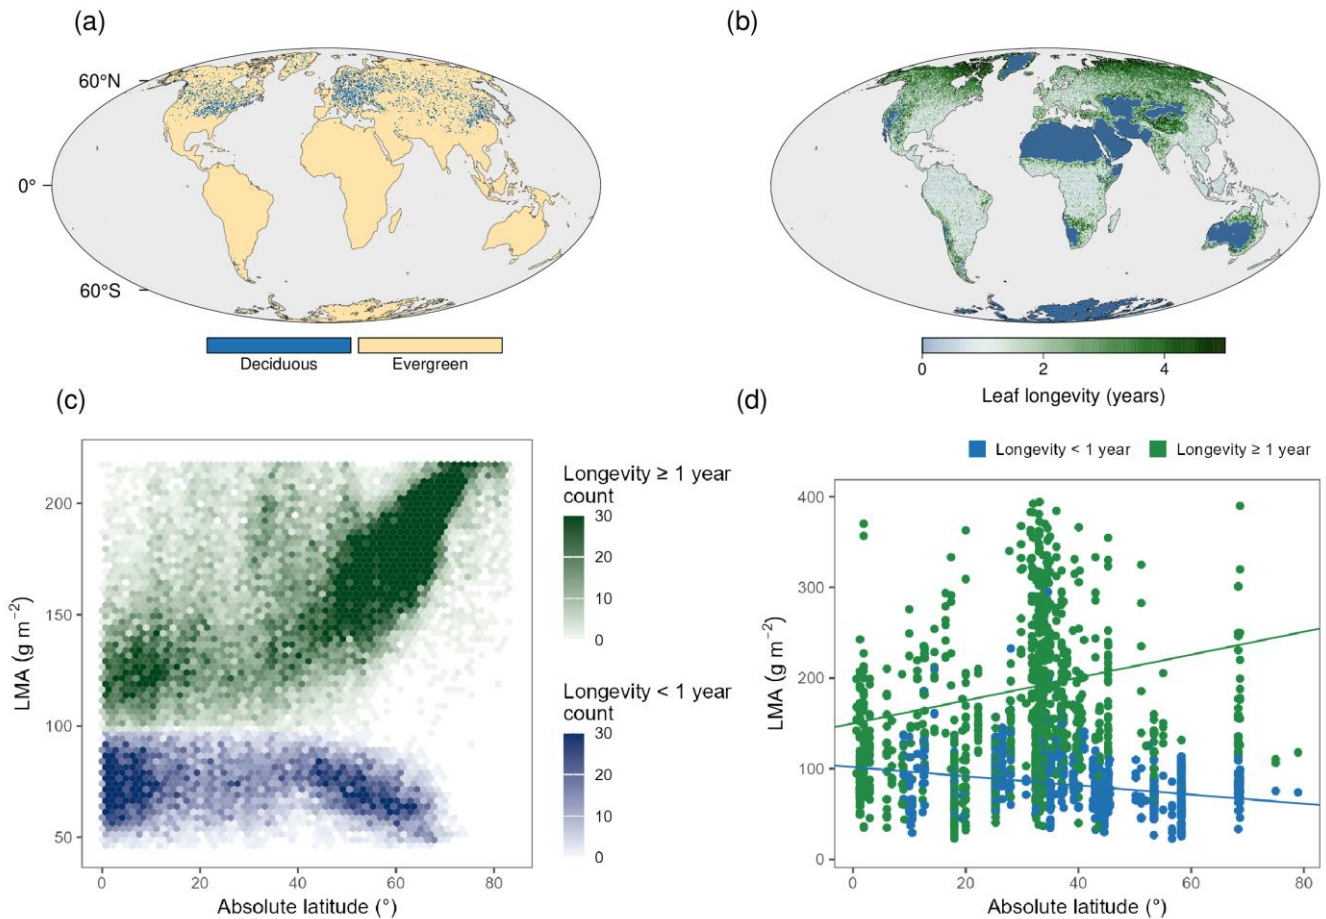 (a)
(b)
60°N
0°
60°S
Deciduous
Evergreen
0
2
4
Leaf longevity (years)
(c)
(d)
LMA (g m⁻²)
200
150
100
50
0
20
40
60
80
Absolute latitude (°)
Longevity ≥ 1 year
count
30
20
10
0
Longevity < 1 year
count
30
20
10
0
Longevity < 1 year
Longevity ≥ 1 year
LMA (g m⁻²)
400
300
200
100
0
0
20
40
60
80
Absolute latitude (°)